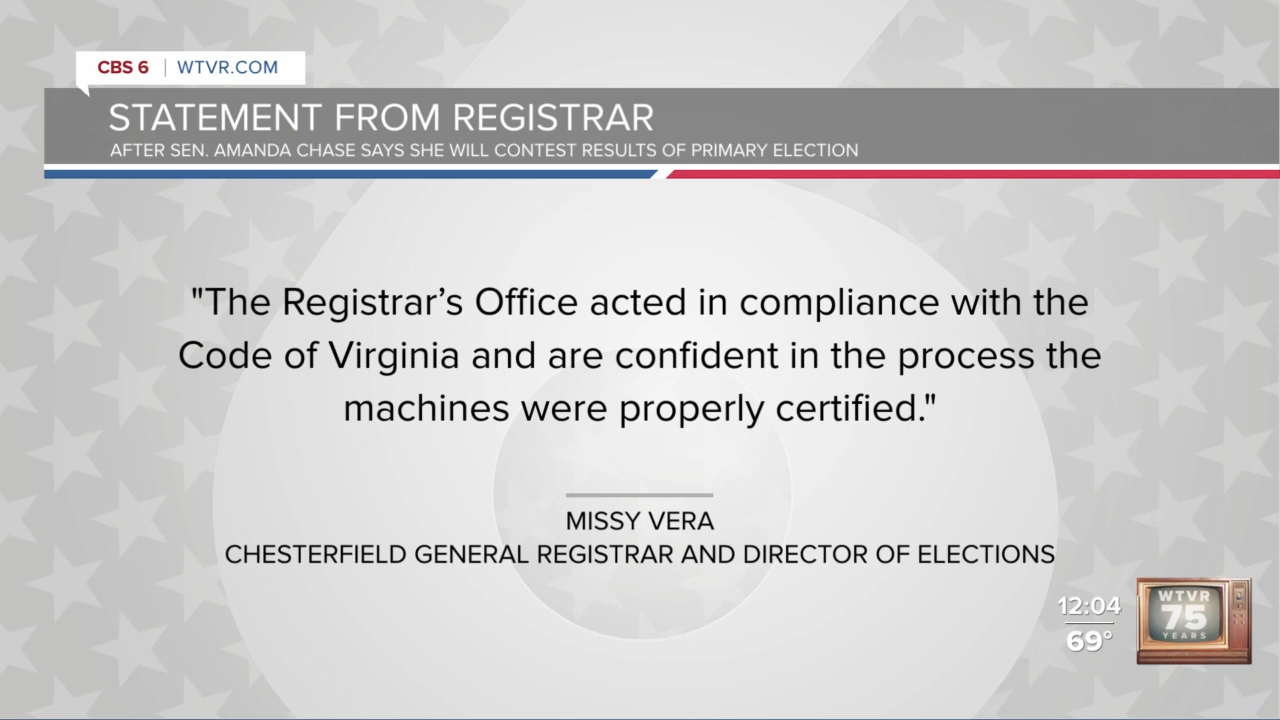 CBS 6 | WTVR.COM
STATEMENT FROM REGISTRAR
AFTER SEN. AMANDA CHASE SAYS SHE WILL CONTEST RESULTS OF PRIMARY ELECTION
"The Registrar’s Office acted in compliance with the
Code of Virginia and are confident in the process the
machines were properly certified."
MISSY VERA
CHESTERFIELD GENERAL REGISTRAR AND DIRECTOR OF ELECTIONS
12:04
69°
WTVR
75
YEARS